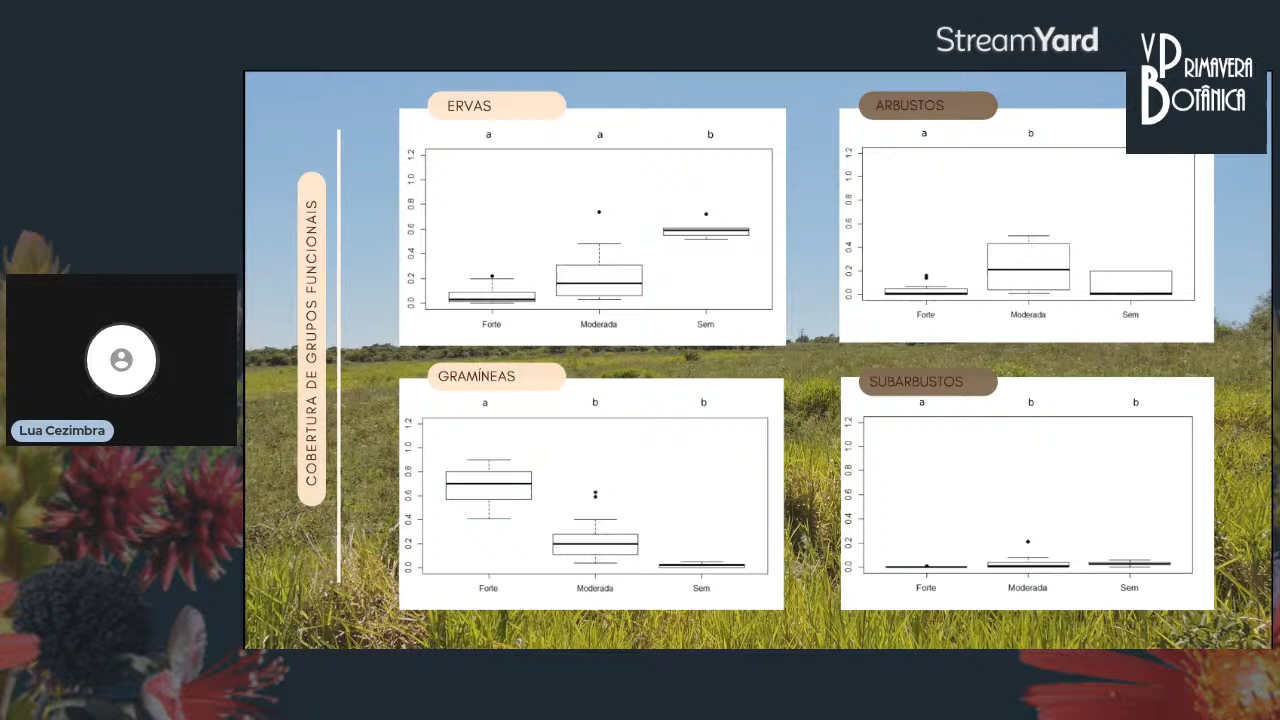 StreamYard
V PRIMAVERA
BOTÂNICA
COBERTURA DE GRUPOS FUNCIONAIS
ERVAS
a a b
1.2
1.0
0.8
0.6
0.4
0.2
0.0
Forte Moderada Sem
ARBUSTOS
a b
1.2
1.0
0.8
0.6
0.4
0.2
0.0
Forte Moderada Sem
GRAMÍNEAS
a b b
1.2
1.0
0.8
0.6
0.4
0.2
0.0
Forte Moderada Sem
SUBARBUSTOS
a b b
1.2
1.0
0.8
0.6
0.4
0.2
0.0
Forte Moderada Sem
Lua Cezimbra